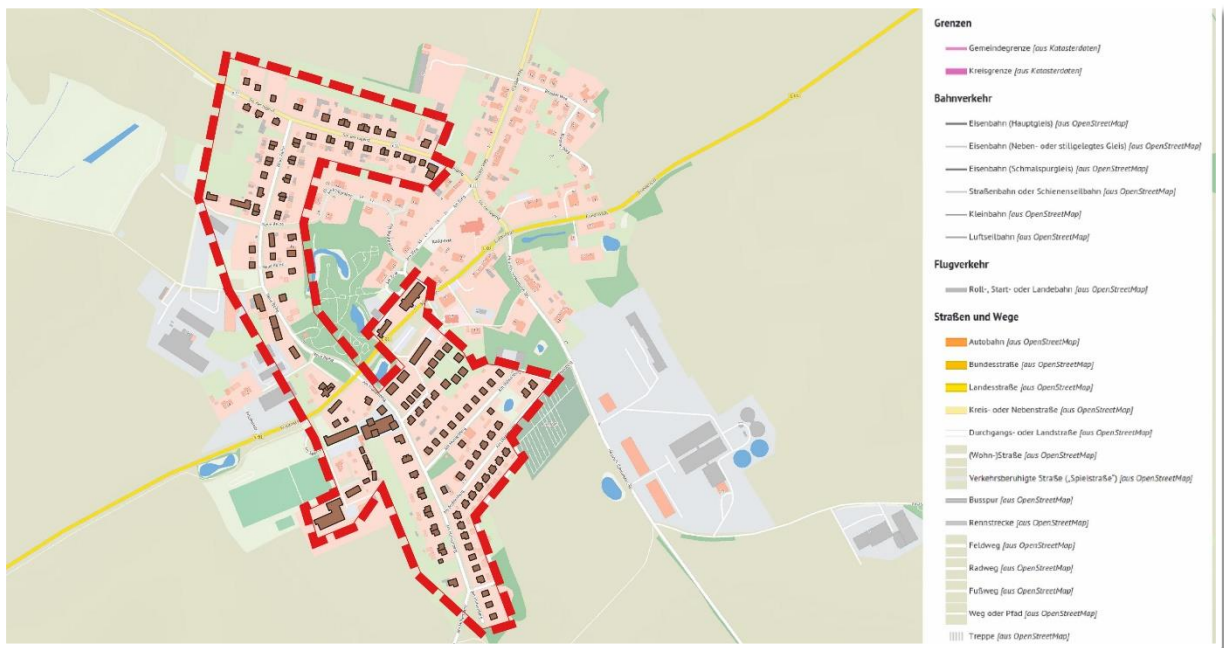 Grenzen
Gemeindegrenze [aus Katasterdaten]
Kreisgrenze [aus Katasterdaten]
Bahnverkehr
Eisenbahn (Hauptgleis) [aus OpenStreetMap]
Eisenbahn (Neben- oder stillgelegtes Gleis) [aus OpenStreetMap]
Eisenbahn (Schmalspurgleis) [aus OpenStreetMap]
Straßenbahn oder Schienenseilbahn [aus OpenStreetMap]
Kleinbahn [aus OpenStreetMap]
Luftseilbahn [aus OpenStreetMap]
Flugverkehr
Roll-, Start- oder Landebahn [aus OpenStreetMap]
Straßen und Wege
Autobahn [aus OpenStreetMap]
Bundesstraße [aus OpenStreetMap]
Landesstraße [aus OpenStreetMap]
Kreis- oder Nebenstraße [aus OpenStreetMap]
Durchgangs- oder Landstraße [aus OpenStreetMap]
(Wohn-)Straße [aus OpenStreetMap]
Verkehrsberuhigte Straße („Spielstraße") [aus OpenStreetMap]
Busspur [aus OpenStreetMap]
Rennstrecke [aus OpenStreetMap]
Feldweg [aus OpenStreetMap]
Radweg [aus OpenStreetMap]
Fußweg [aus OpenStreetMap]
Weg oder Pfad [aus OpenStreetMap]
Treppe [aus OpenStreetMap]